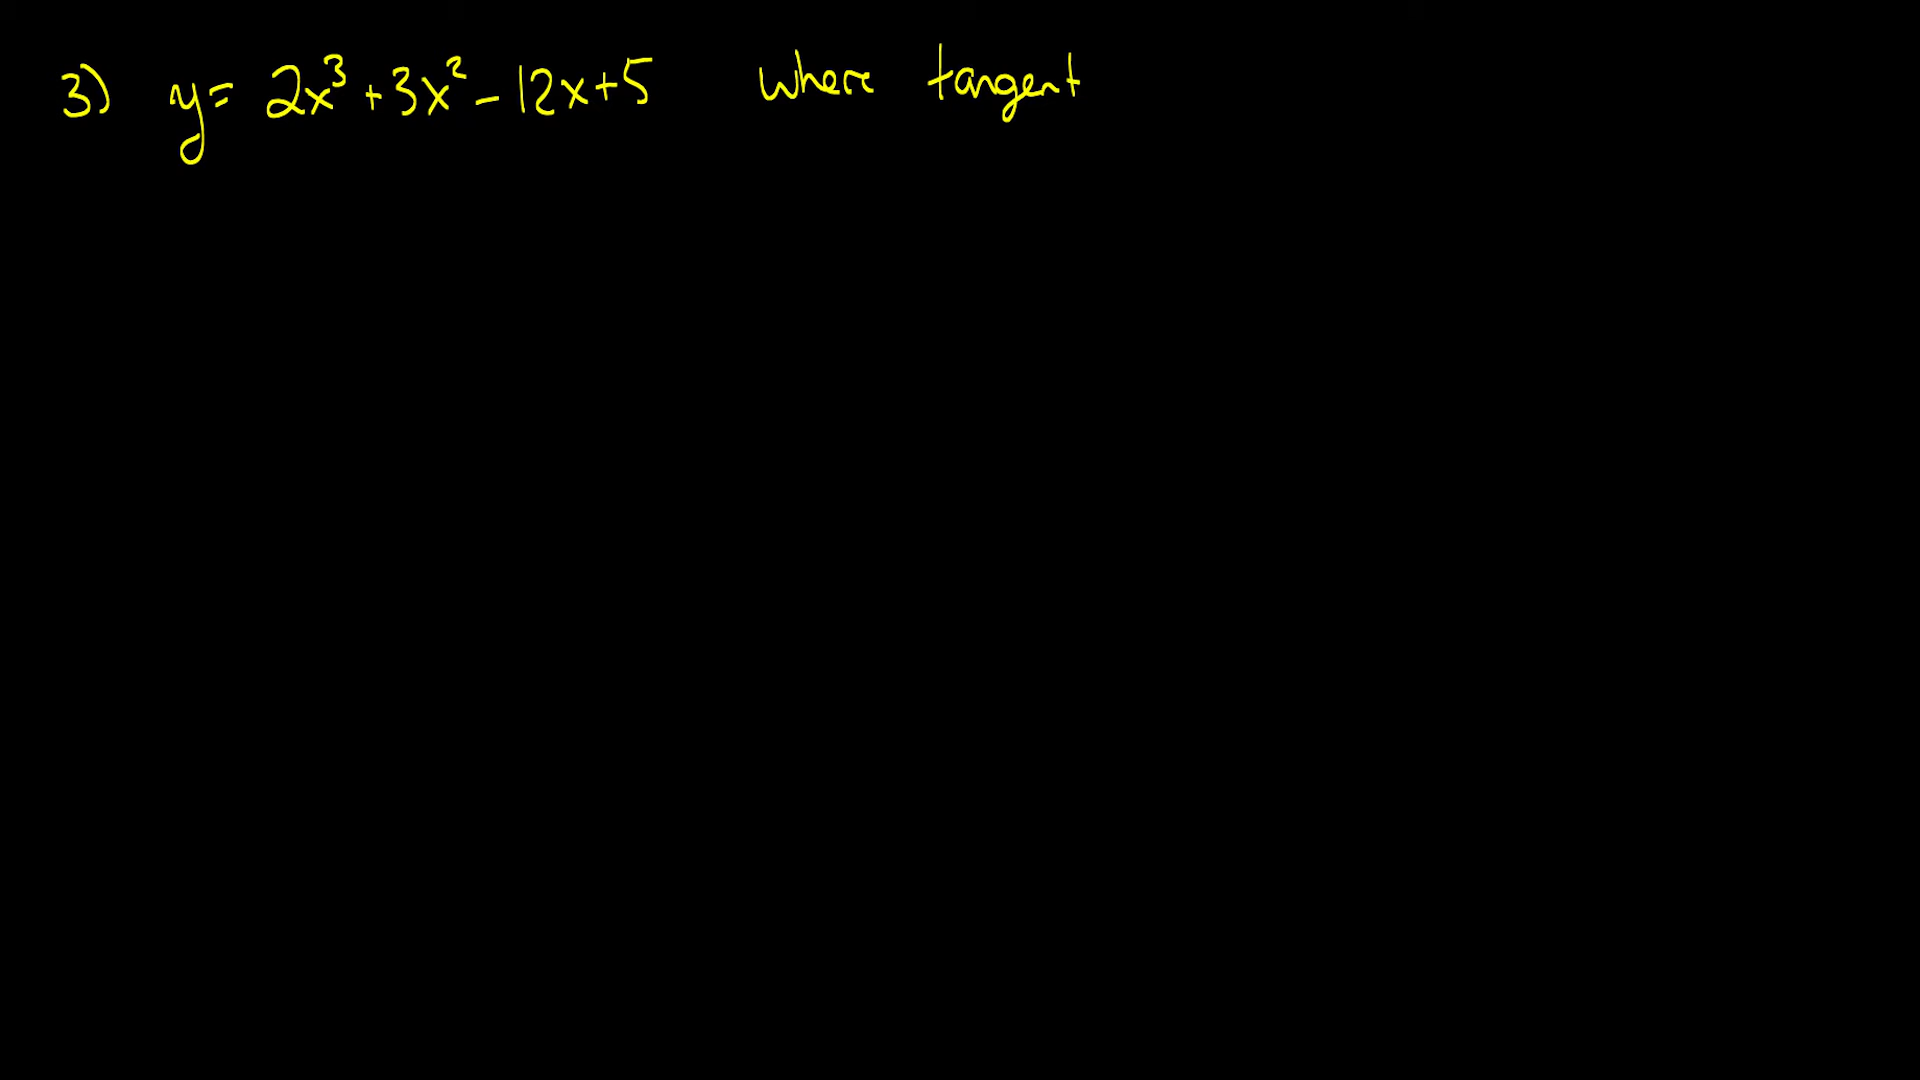 3) y = 2x³ + 3x² - 12x + 5 where tangent